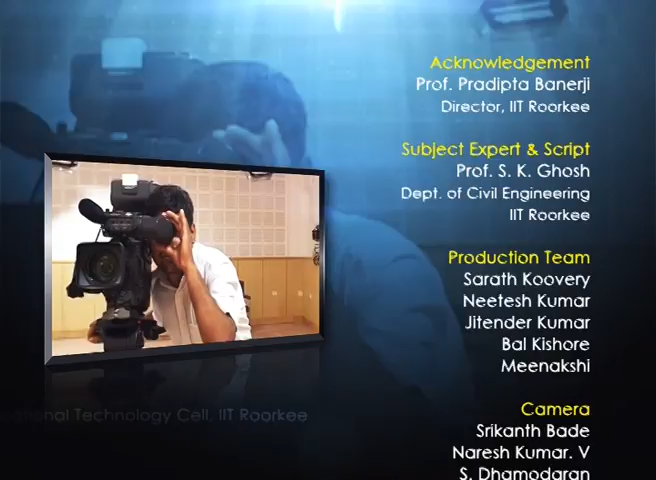 Acknowledgement
Prof. Pradipta Banerji
Director, IIT Roorkee
Subject Expert & Script
Prof. S. K. Ghosh
Dept. of Civil Engineering
IIT Roorkee
Production Team
Sarath Koovery
Neetesh Kumar
Jitender Kumar
Bal Kishore
Meenakshi
Technology Cell, IIT Roorkee
Camera
Srikanth Bade
Naresh Kumar. V
S. Dhamodaran